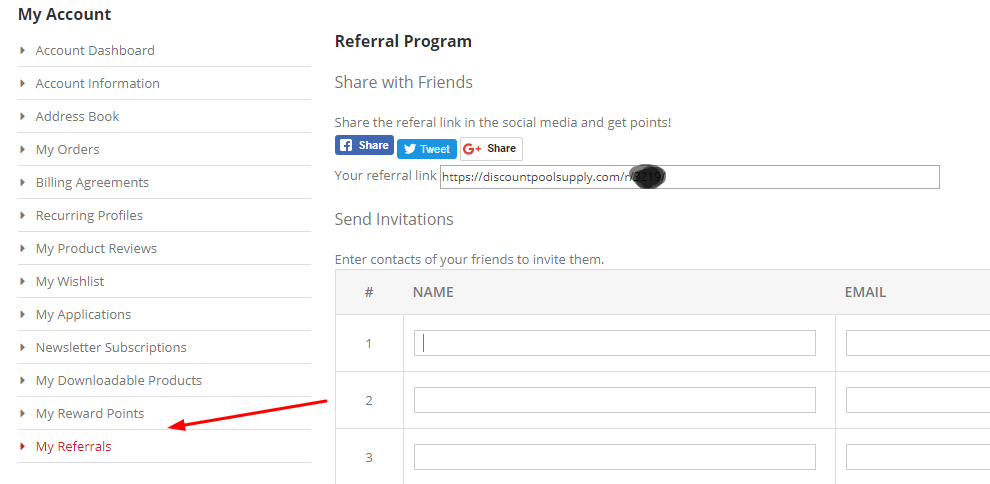 My Account
Account Dashboard
Account Information
Address Book
My Orders
Billing Agreements
Recurring Profiles
My Product Reviews
My Wishlist
My Applications
Newsletter Subscriptions
My Downloadable Products
My Reward Points
My Referrals
Referral Program
Share with Friends
Share the referal link in the social media and get points!
Share Tweet G+ Share
Your referral link https://discountpoolsupply.com/r/
Send Invitations
Enter contacts of your friends to invite them.
# NAME EMAIL
1
2
3